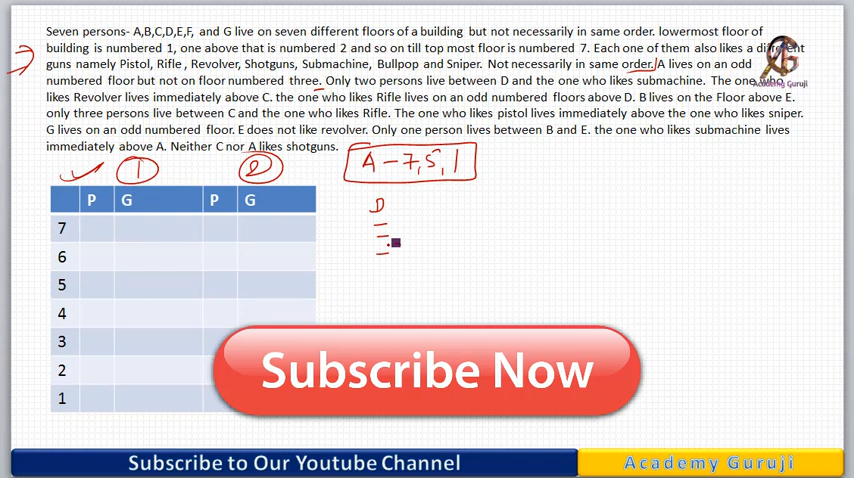 Seven persons- A,B,C,D,E,F, and G live on seven different floors of a building but not necessarily in same order. lowermost floor of
building is numbered 1, one above that is numbered 2 and so on till top most floor is numbered 7. Each one of them also likes a different
guns namely Pistol, Rifle , Revolver, Shotguns, Submachine, Bullpop and Sniper. Not necessarily in same order. A lives on an odd
numbered floor but not on floor numbered three. Only two persons live between D and the one who likes submachine. The one who
likes Revolver lives immediately above C. the one who likes Rifle lives on an odd numbered floors above D. B lives on the Floor above E.
only three persons live between C and the one who likes Rifle. The one who likes pistol lives immediately above the one who likes sniper.
G lives on an odd numbered floor. E does not like revolver. Only one person lives between B and E. the one who likes submachine lives
immediately above A. Neither C nor A likes shotguns.
Academy Guruji
A - 7, 5, 1
1 2
P G P G
D
7
6
5
4
3
2
1
Subscribe Now
Subscribe to Our Youtube Channel
Academy Guruji